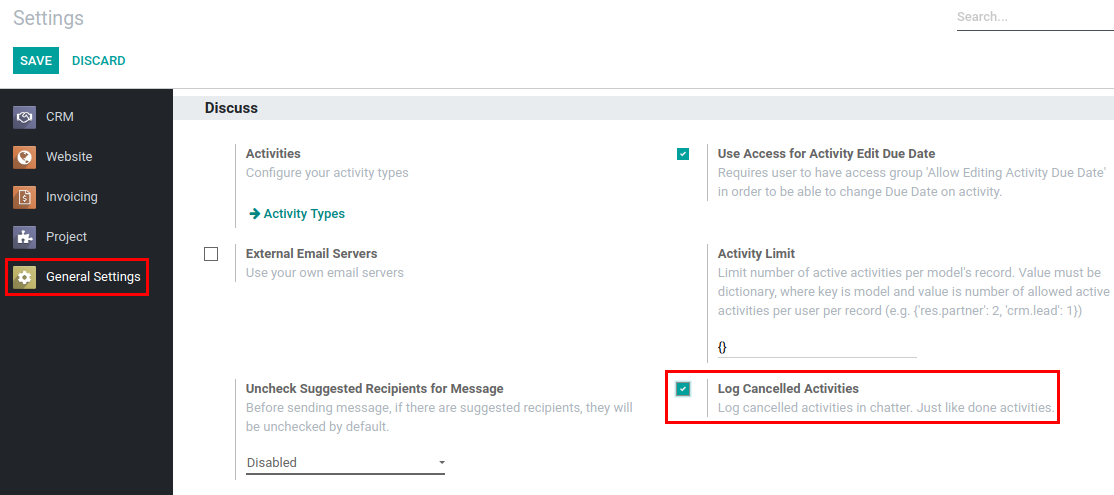 Settings
Search...
SAVE
DISCARD
CRM
Website
Invoicing
Project
General Settings
Discuss
Activities
Configure your activity types
Activity Types
Use Access for Activity Edit Due Date
Requires user to have access group 'Allow Editing Activity Due Date'
in order to be able to change Due Date on activity.
External Email Servers
Use your own email servers
Activity Limit
Limit number of active activities per model's record. Value must be
dictionary, where key is model and value is number of allowed active
activities per user per record (e.g. {'res.partner': 2, 'crm.lead': 1})
{}
Uncheck Suggested Recipients for Message
Before sending message, if there are suggested recipients, they will
be unchecked by default.
Disabled
Log Cancelled Activities
Log cancelled activities in chatter. Just like done activities.